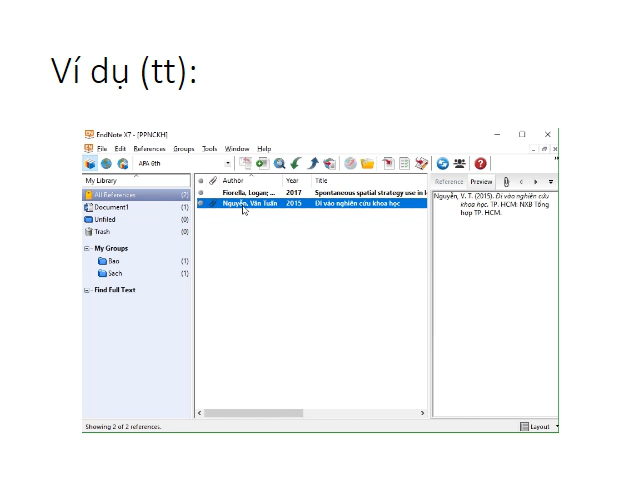 Ví dụ (tt):
EndNote X7 - [PPNCKH]
File Edit References Groups Tools Window Help
APA 6th
My Library
All References (2)
Document1 (1)
Unfiled (0)
Trash (0)
My Groups
Bao (1)
Sach (1)
Find Full Text
Author Year Title
Fiorella, Logan; ... 2017 Spontaneous spatial strategy use in l
Nguyễn, Văn Tuấn 2015 Đi vào nghiên cứu khoa học
Reference Preview
Nguyễn, V. T. (2015). Đi vào nghiên cứu
khoa học. TP. HCM: NXB Tổng
hợp TP. HCM.
Showing 2 of 2 references.
Layout